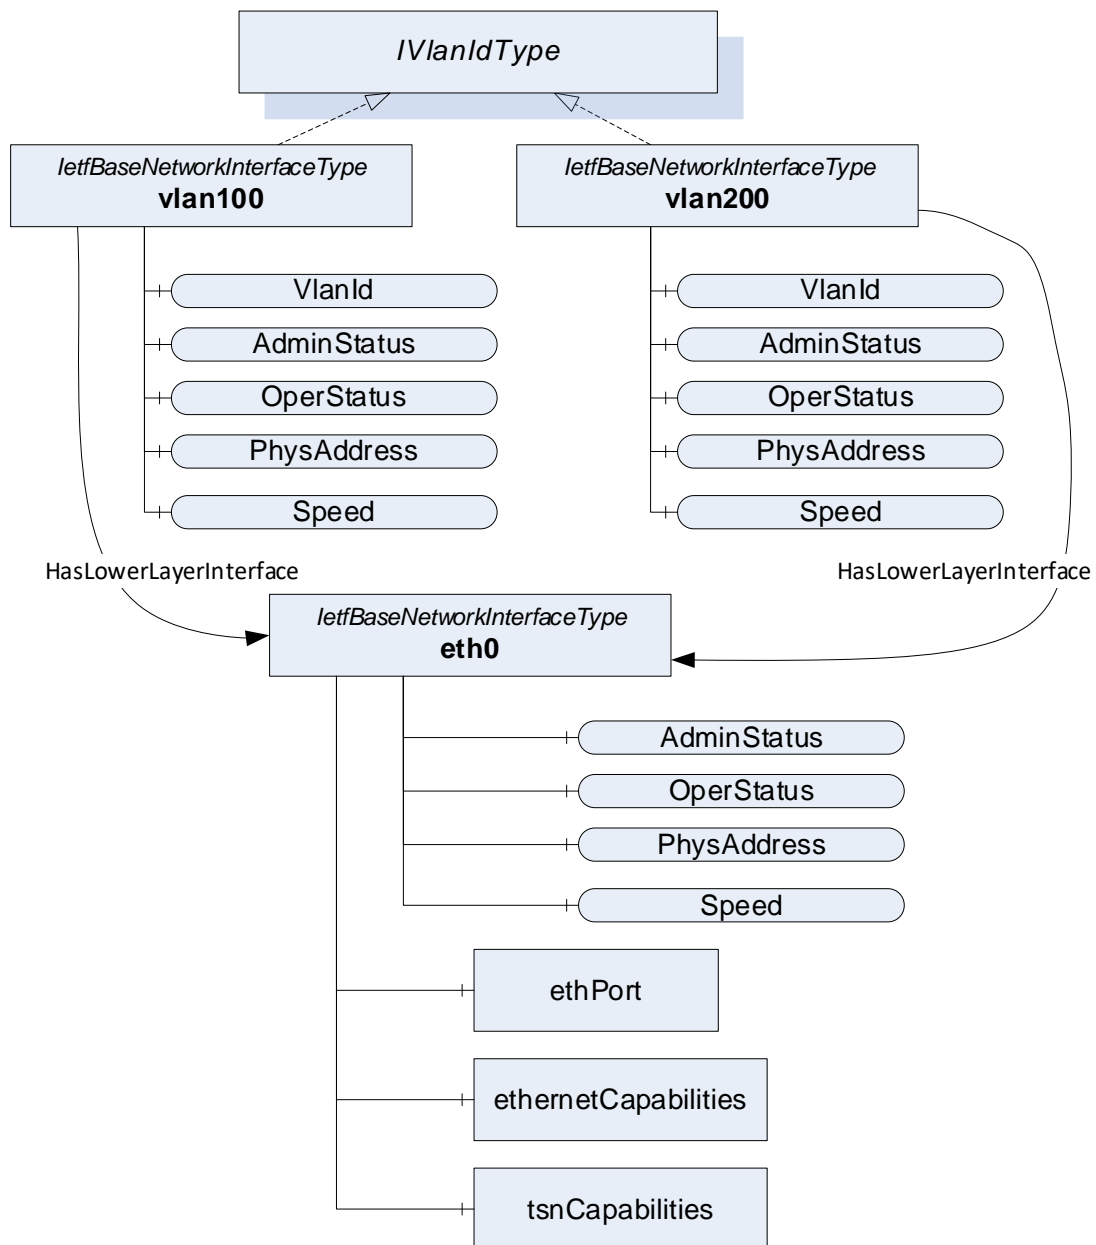 IVlanIdType
IetfBaseNetworkInterfaceType
vlan100
IetfBaseNetworkInterfaceType
vlan200
VlanId
AdminStatus
OperStatus
PhysAddress
Speed
VlanId
AdminStatus
OperStatus
PhysAddress
Speed
HasLowerLayerInterface
HasLowerLayerInterface
IetfBaseNetworkInterfaceType
eth0
AdminStatus
OperStatus
PhysAddress
Speed
ethPort
ethernetCapabilities
tsnCapabilities